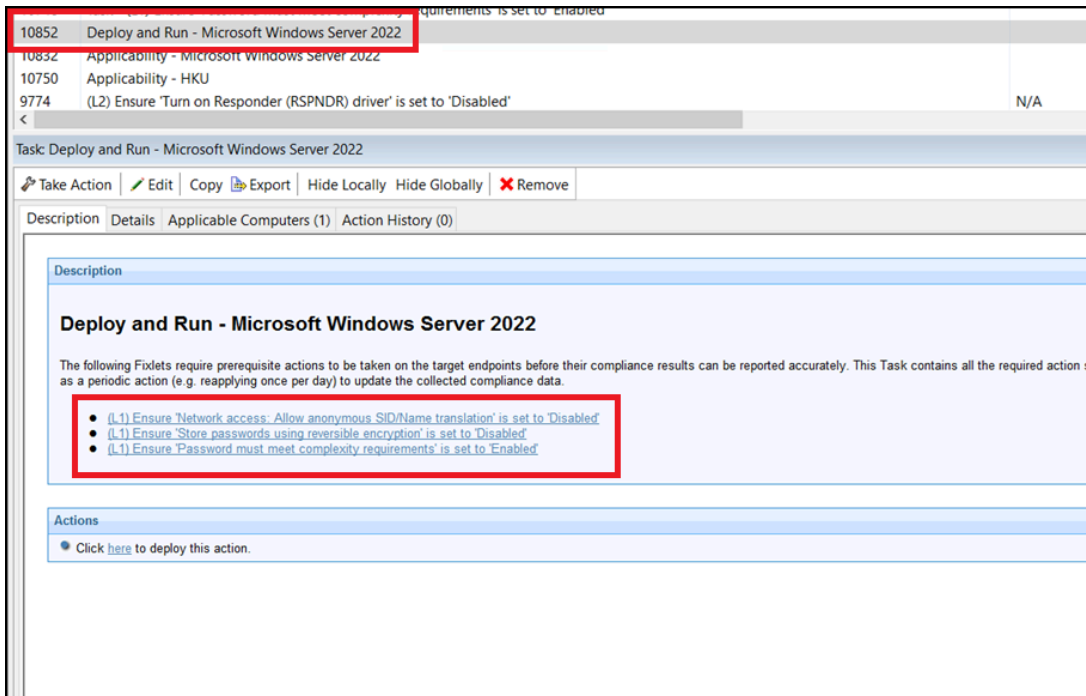 quirements' is set to 'Enabled'
10852 Deploy and Run - Microsoft Windows Server 2022
10832 Applicability - Microsoft Windows Server 2022
10750 Applicability - HKU
9774 (L2) Ensure 'Turn on Responder (RSPNDR) driver' is set to 'Disabled' N/A
Task: Deploy and Run - Microsoft Windows Server 2022
Take Action Edit Copy Export Hide Locally Hide Globally Remove
Description Details Applicable Computers (1) Action History (0)
Description
Deploy and Run - Microsoft Windows Server 2022
The following Fixlets require prerequisite actions to be taken on the target endpoints before their compliance results can be reported accurately. This Task contains all the required action s
as a periodic action (e.g. reapplying once per day) to update the collected compliance data.
(L1) Ensure 'Network access: Allow anonymous SID/Name translation' is set to 'Disabled'
(L1) Ensure 'Store passwords using reversible encryption' is set to 'Disabled'
(L1) Ensure 'Password must meet complexity requirements' is set to 'Enabled'
Actions
Click here to deploy this action.